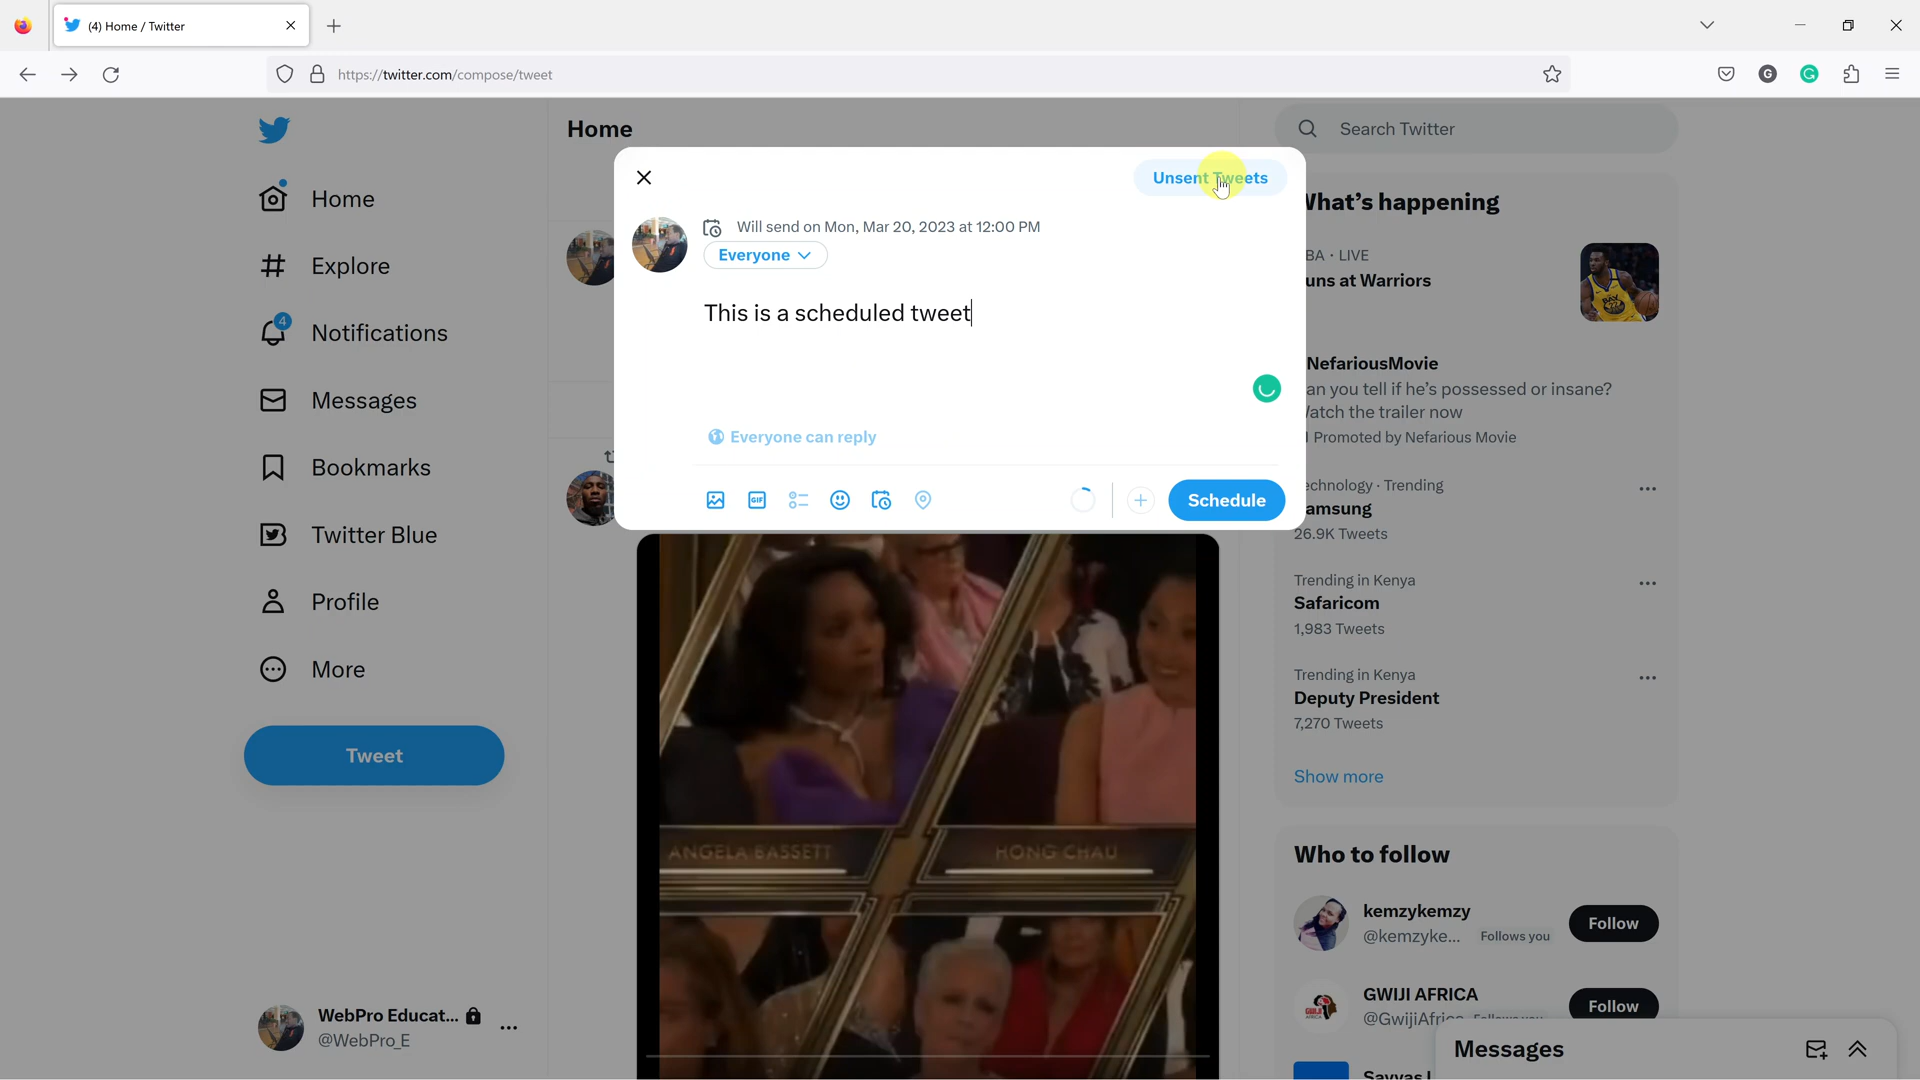 (4) Home / Twitter
https://twitter.com/compose/tweet
G
Home
Explore
4
Notifications
Messages
Bookmarks
Twitter Blue
Profile
More
Tweet
WebPro Educat...
@WebPro_E
Home
Unsent Tweets
Will send on Mon, Mar 20, 2023 at 12:00 PM
Everyone
This is a scheduled tweet
Everyone can reply
GIF
Schedule
ANGELA BASSETT
HONG CHAU
Search Twitter
What's happening
BA · LIVE
uns at Warriors
NefariousMovie
an you tell if he's possessed or insane?
atch the trailer now
Promoted by Nefarious Movie
echnology · Trending
amsung
26.9K Tweets
Trending in Kenya
Safaricom
1,983 Tweets
Trending in Kenya
Deputy President
7,270 Tweets
Show more
Who to follow
kemzykemzy
@kemzyke... Follows you
Follow
GWIJI AFRICA
@GwijiAfric
Follow
Messages